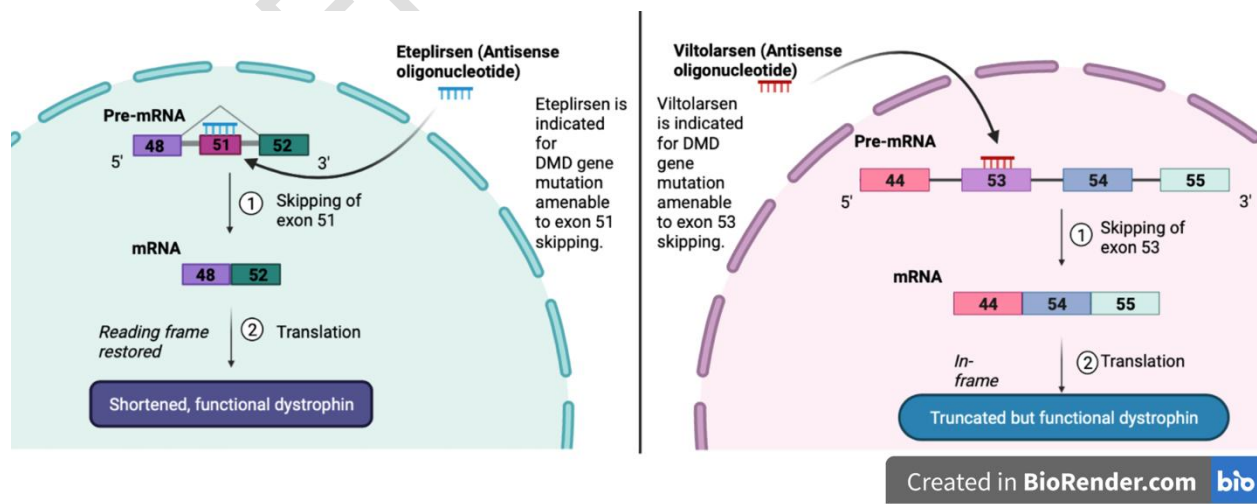 Eteplirsen (Antisense
oligonucleotide)
Eteplirsen is
indicated
for
DMD gene
mutation
amenable
to exon 51
skipping.
Pre-mRNA
48
51
52
5'
3'
1
Skipping of
exon 51
mRNA
48
52
Reading frame
restored
2
Translation
Shortened, functional dystrophin
Viltolarsen (Antisense
oligonucleotide)
Viltolarsen
is indicated
for DMD
gene
mutation
amenable
to exon 53
skipping.
Pre-mRNA
44
53
54
55
5'
3'
1
Skipping of
exon 53
mRNA
44
54
55
In-
frame
2
Translation
Truncated but functional dystrophin
Created in BioRender.com
bio